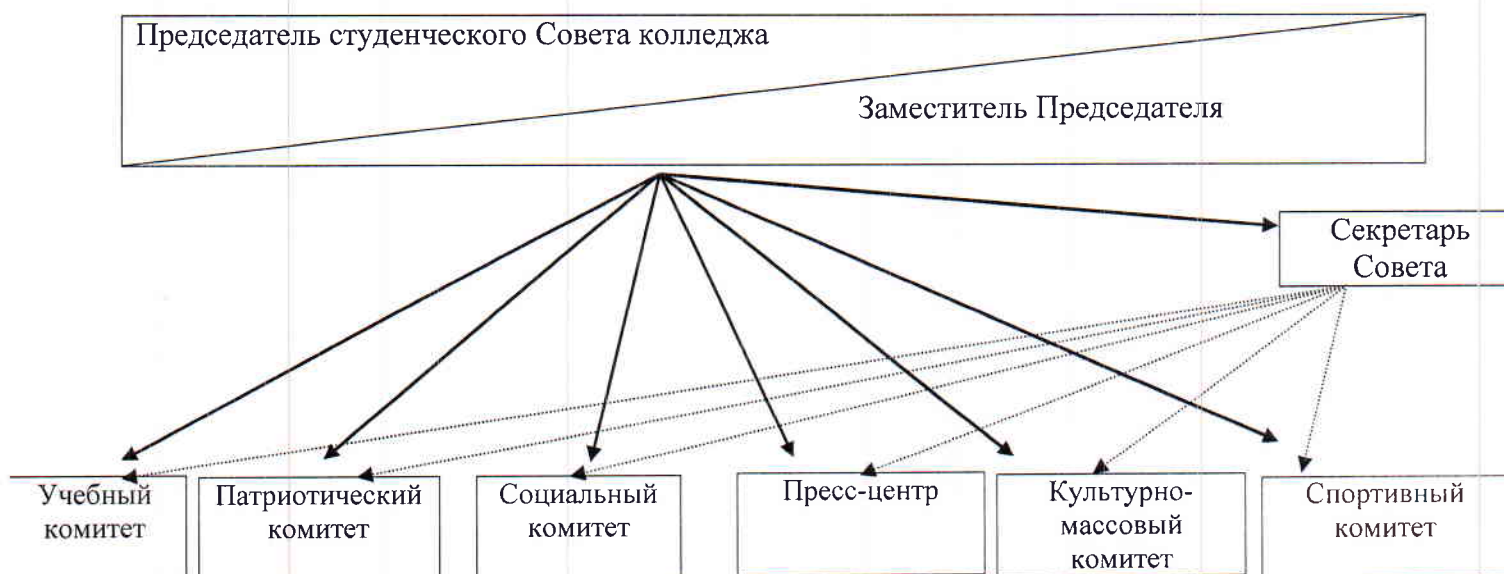 Председатель студенческого Совета колледжа
Заместитель Председателя
Секретарь
Совета
Учебный
комитет
Патриотический
комитет
Социальный
комитет
Пресс-центр
Культурно-
массовый
комитет
Спортивный
комитет